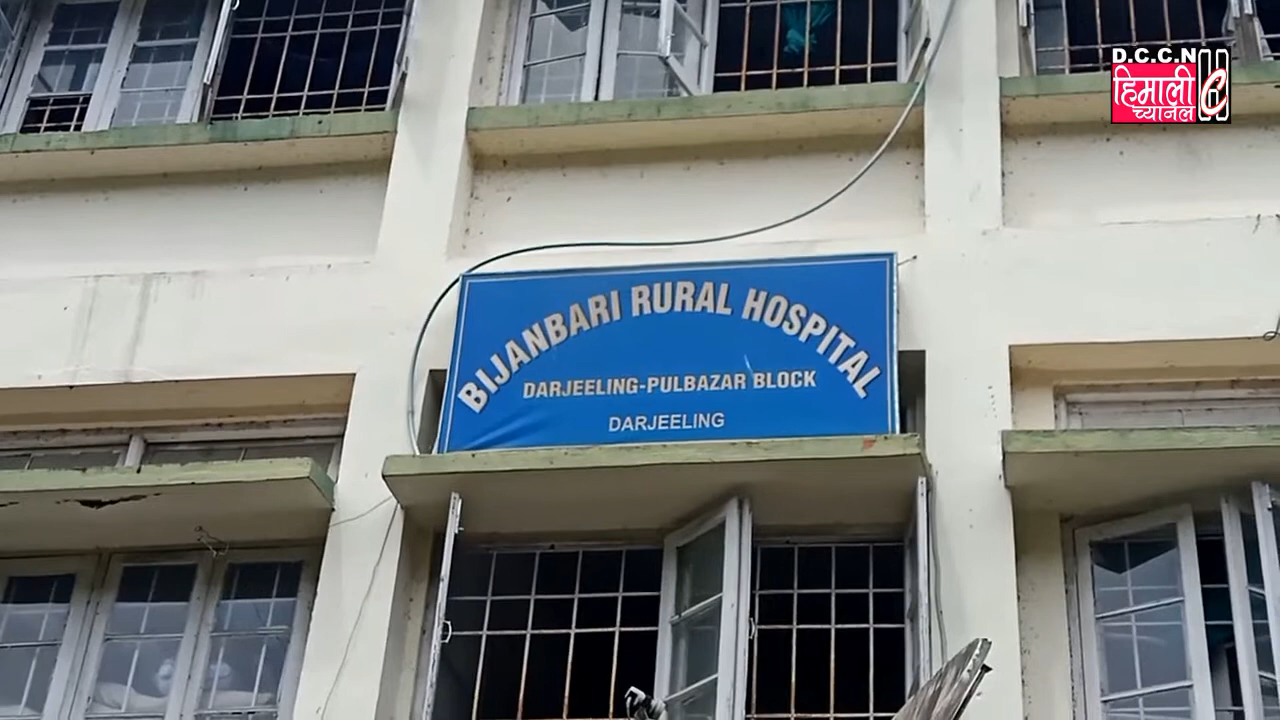 D.C.C.N
हिमाली
च्यानल
BIJANBARI RURAL HOSPITAL
DARJEELING-PULBAZAR BLOCK
DARJEELING